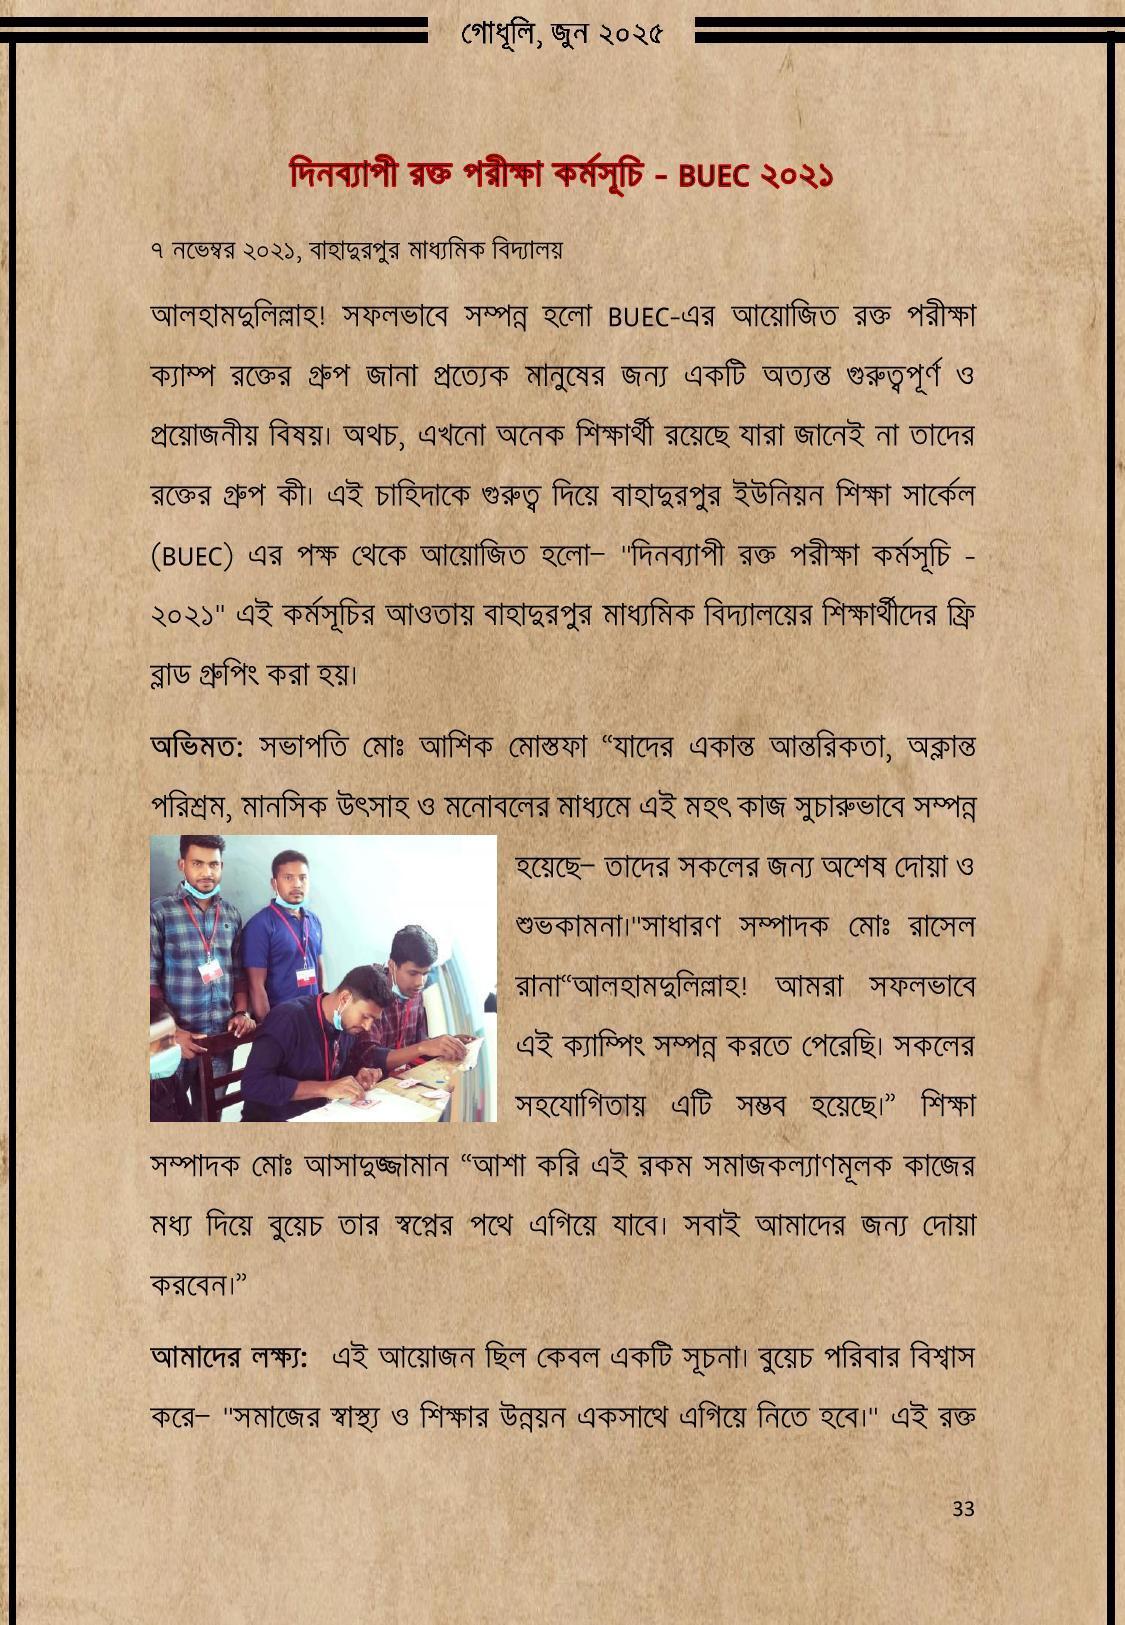 গোধূলি, জুন ২০২৫
দিনব্যাপী রক্ত পরীক্ষা কর্মসূচি - BUEC ২০২১
৭ নভেম্বর ২০২১, বাহাদুরপুর মাধ্যমিক বিদ্যালয়
আলহামদুলিল্লাহ! সফলভাবে সম্পন্ন হলো BUEC-এর আয়োজিত রক্ত পরীক্ষা
ক্যাম্প রক্তের গ্রুপ জানা প্রত্যেক মানুষের জন্য একটি অত্যন্ত গুরুত্বপূর্ণ ও
প্রয়োজনীয় বিষয়। অথচ, এখনো অনেক শিক্ষার্থী রয়েছে যারা জানেই না তাদের
রক্তের গ্রুপ কী। এই চাহিদাকে গুরুত্ব দিয়ে বাহাদুরপুর ইউনিয়ন শিক্ষা সার্কেল
(BUEC) এর পক্ষ থেকে আয়োজিত হলো– "দিনব্যাপী রক্ত পরীক্ষা কর্মসূচি -
২০২১" এই কর্মসূচির আওতায় বাহাদুরপুর মাধ্যমিক বিদ্যালয়ের শিক্ষার্থীদের ফ্রি
ব্লাড গ্রুপিং করা হয়।
অভিমত: সভাপতি মোঃ আশিক মোস্তফা “যাদের একান্ত আন্তরিকতা, অক্লান্ত
পরিশ্রম, মানসিক উৎসাহ ও মনোবলের মাধ্যমে এই মহৎ কাজ সুচারুভাবে সম্পন্ন
হয়েছে– তাদের সকলের জন্য অশেষ দোয়া ও
শুভকামনা।"সাধারণ সম্পাদক মোঃ রাসেল
রানা“আলহামদুলিল্লাহ! আমরা সফলভাবে
এই ক্যাম্পিং সম্পন্ন করতে পেরেছি। সকলের
সহযোগিতায় এটি সম্ভব হয়েছে।” শিক্ষা
সম্পাদক মোঃ আসাদুজ্জামান “আশা করি এই রকম সমাজকল্যাণমূলক কাজের
মধ্য দিয়ে বুয়েচ তার স্বপ্নের পথে এগিয়ে যাবে। সবাই আমাদের জন্য দোয়া
করবেন।”
আমাদের লক্ষ্য: এই আয়োজন ছিল কেবল একটি সূচনা। বুয়েচ পরিবার বিশ্বাস
করে– "সমাজের স্বাস্থ্য ও শিক্ষার উন্নয়ন একসাথে এগিয়ে নিতে হবে।" এই রক্ত
33